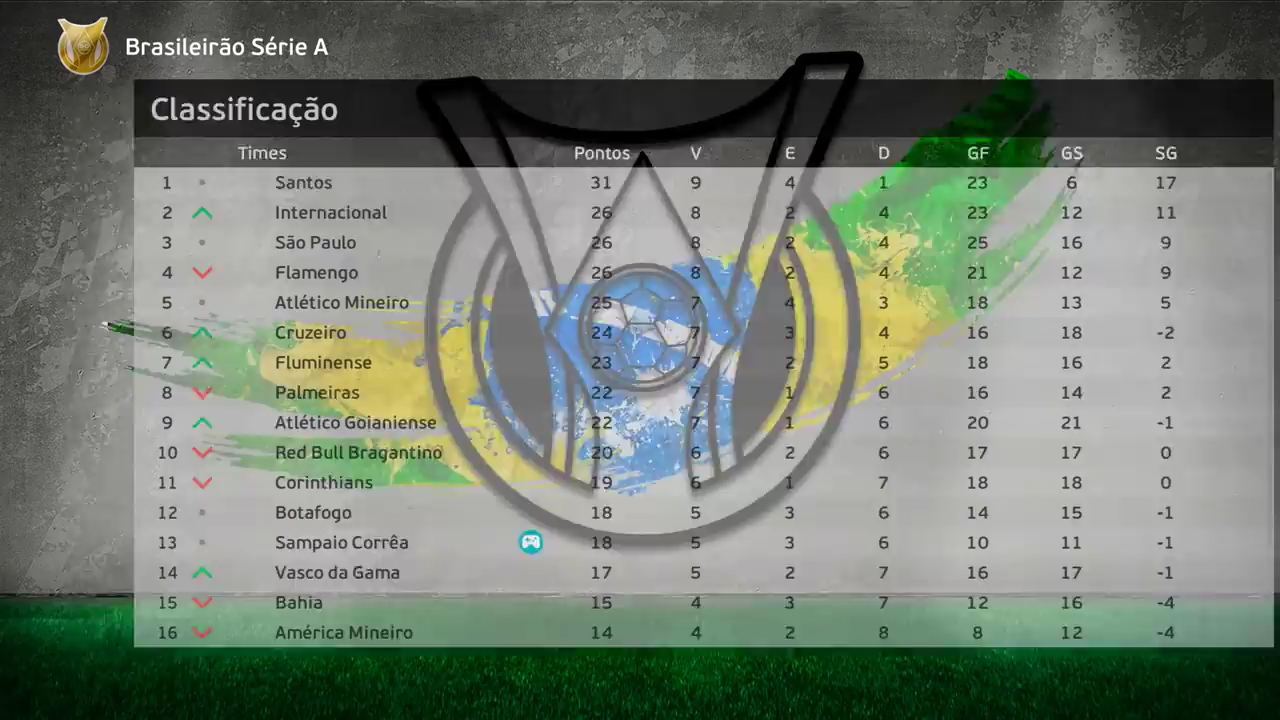 Brasileirão Série A
Classificação
Times Pontos V E D GF GS SG
1 Santos 31 9 4 1 23 6 17
2 Internacional 26 8 2 4 23 12 11
3 São Paulo 26 8 2 4 25 16 9
4 Flamengo 26 8 2 4 21 12 9
5 Atlético Mineiro 25 7 4 3 18 13 5
6 Cruzeiro 24 7 3 4 16 18 -2
7 Fluminense 23 7 2 5 18 16 2
8 Palmeiras 22 7 1 6 16 14 2
9 Atlético Goianiense 22 7 1 6 20 21 -1
10 Red Bull Bragantino 20 6 2 6 17 17 0
11 Corinthians 19 6 1 7 18 18 0
12 Botafogo 18 5 3 6 14 15 -1
13 Sampaio Corrêa 18 5 3 6 10 11 -1
14 Vasco da Gama 17 5 2 7 16 17 -1
15 Bahia 15 4 3 7 12 16 -4
16 América Mineiro 14 4 2 8 8 12 -4